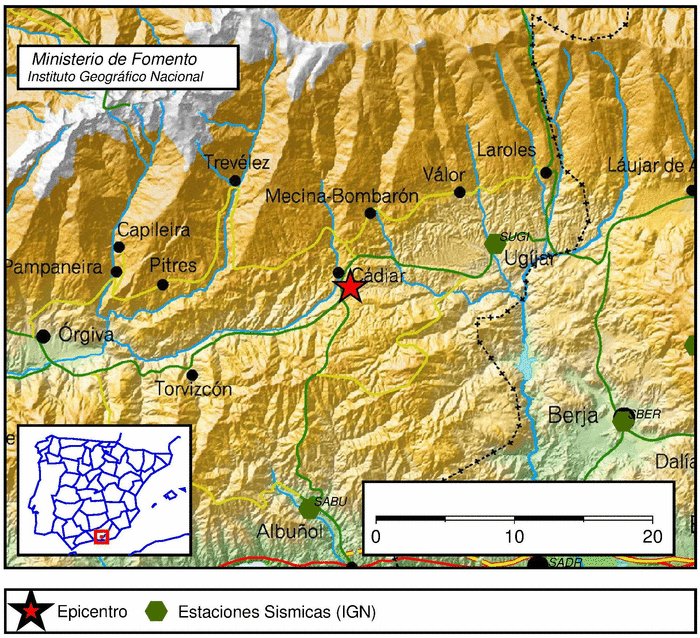 Ministerio de Fomento
Instituto Geográfico Nacional
Trevélez
Laroles
Láujar de A
Válor
Mecina-Bombarón
Capileira
SUGI
Ugíjar
Pampaneira
Pitres
Cádiar
Órgiva
Torvizcón
Berja
SBER
Dalía
SABU
Albuñol
0
10
20
SADR
Epicentro
Estaciones Sismicas (IGN)